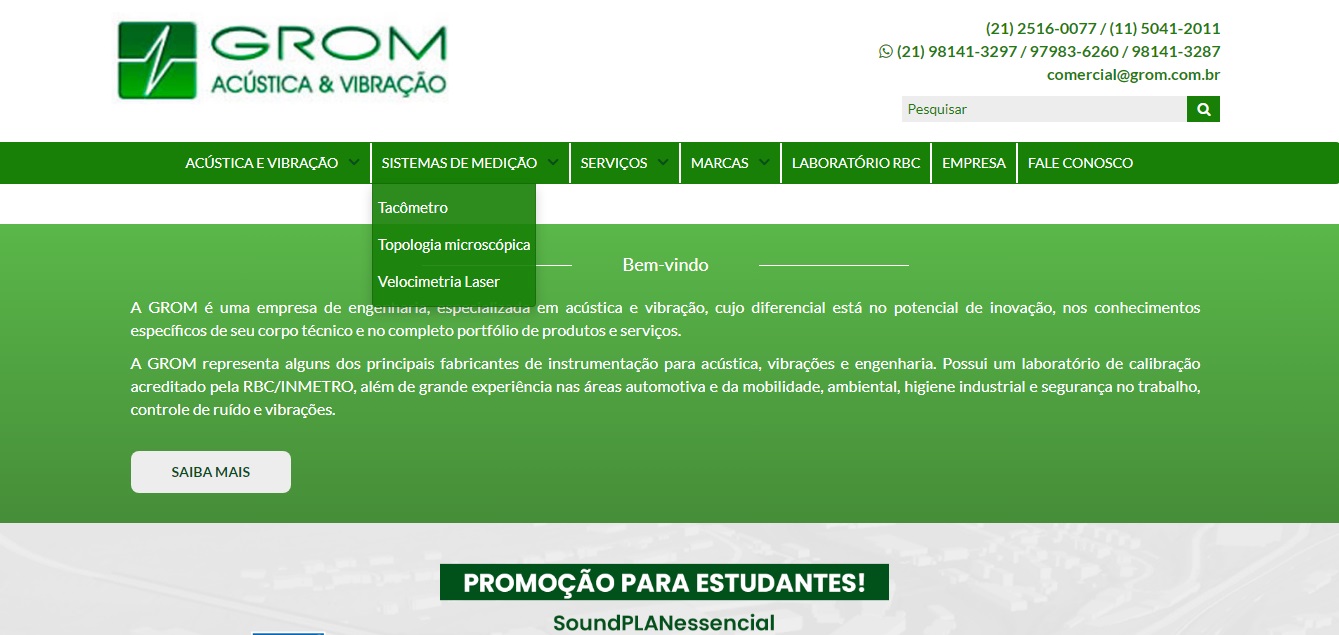 GROM
ACÚSTICA & VIBRAÇÃO
(21) 2516-0077 / (11) 5041-2011
(21) 98141-3297 / 97983-6260 / 98141-3287
comercial@grom.com.br
Pesquisar
ACÚSTICA E VIBRAÇÃO SISTEMAS DE MEDIÇÃO SERVIÇOS MARCAS LABORATÓRIO RBC EMPRESA FALE CONOSCO
Tacômetro
Topologia microscópica
Velocimetria Laser
Bem-vindo
A GROM é uma empresa de engenharia, especializada em acústica e vibração, cujo diferencial está no potencial de inovação, nos conhecimentos
específicos de seu corpo técnico e no completo portfólio de produtos e serviços.
A GROM representa alguns dos principais fabricantes de instrumentação para acústica, vibrações e engenharia. Possui um laboratório de calibração
acreditado pela RBC/INMETRO, além de grande experiência nas áreas automotiva e da mobilidade, ambiental, higiene industrial e segurança no trabalho,
controle de ruído e vibrações.
SAIBA MAIS
PROMOÇÃO PARA ESTUDANTES!
SoundPLANessencial